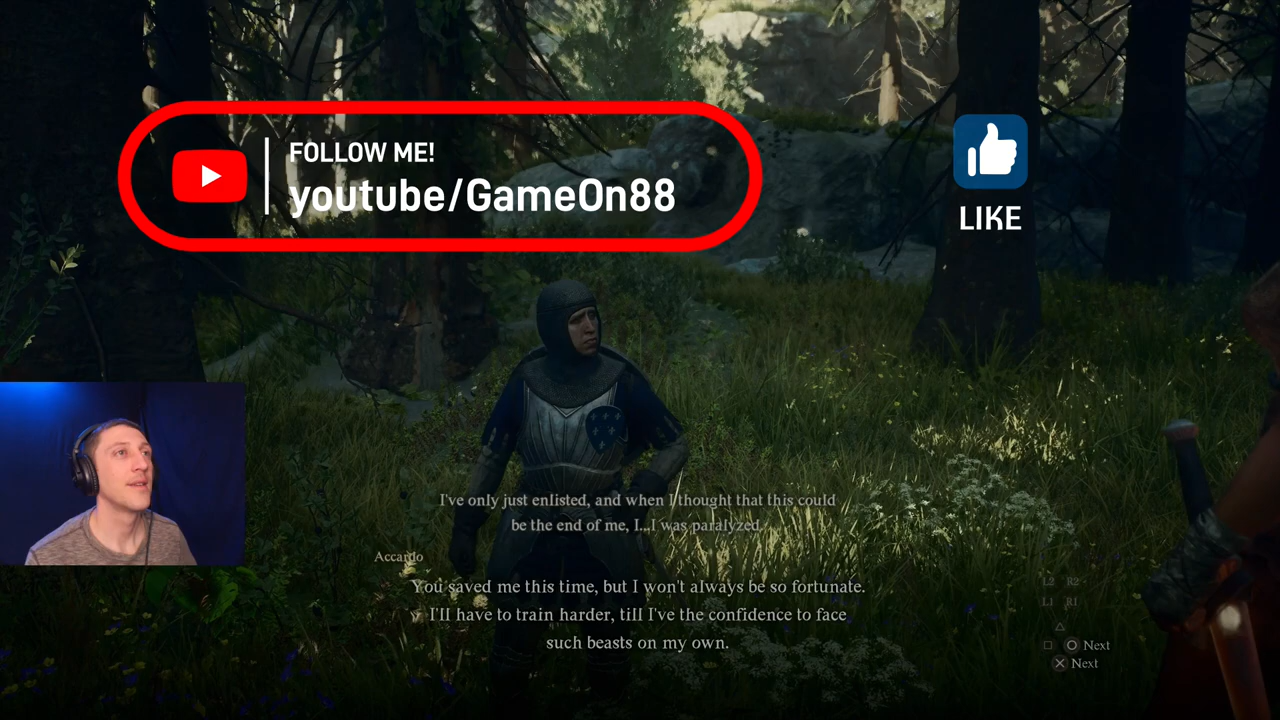 FOLLOW ME!
youtube/GameOn88
LIKE
I've only just enlisted, and when I thought that this could
be the end of me, I...I was paralyzed.
Accardo
You saved me this time, but I won't always be so fortunate.
I'll have to train harder, till I've the confidence to face
such beasts on my own.
L2 R2
L1 R1
Next
Next